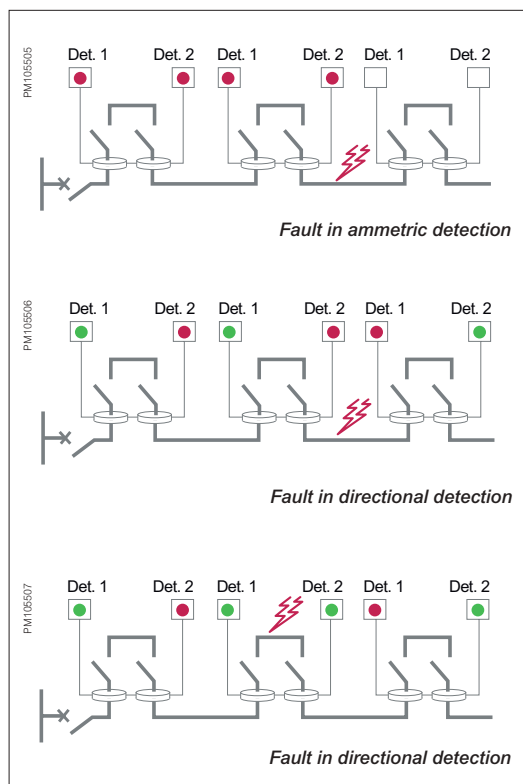 PM105505
Det. 1 Det. 2 Det. 1 Det. 2 Det. 1 Det. 2
Fault in ammetric detection
PM105506
Det. 1 Det. 2 Det. 1 Det. 2 Det. 1 Det. 2
Fault in directional detection
PM105507
Det. 1 Det. 2 Det. 1 Det. 2 Det. 1 Det. 2
Fault in directional detection